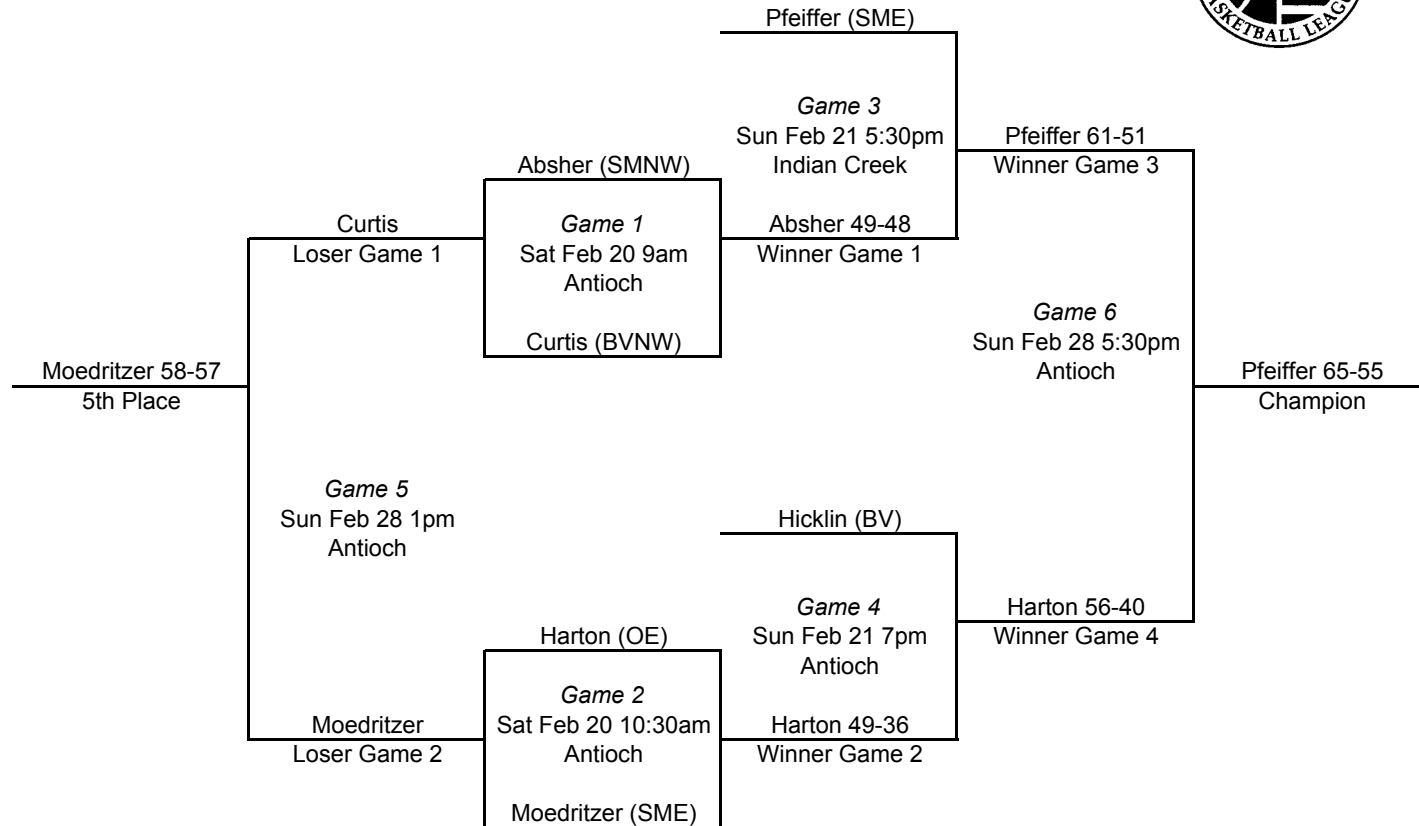 Pfeiffer (SME)
BASKETBALL LEAGUE
Game 3
Sun Feb 21 5:30pm
Indian Creek
Pfeiffer 61-51
Winner Game 3
Absher (SMNW)
Curtis
Loser Game 1
Game 1
Sat Feb 20 9am
Antioch
Absher 49-48
Winner Game 1
Curtis (BVNW)
Game 6
Sun Feb 28 5:30pm
Antioch
Moedritzer 58-57
5th Place
Pfeiffer 65-55
Champion
Game 5
Sun Feb 28 1pm
Antioch
Hicklin (BV)
Game 4
Sun Feb 21 7pm
Antioch
Harton 56-40
Winner Game 4
Harton (OE)
Game 2
Sat Feb 20 10:30am
Antioch
Moedritzer
Loser Game 2
Harton 49-36
Winner Game 2
Moedritzer (SME)